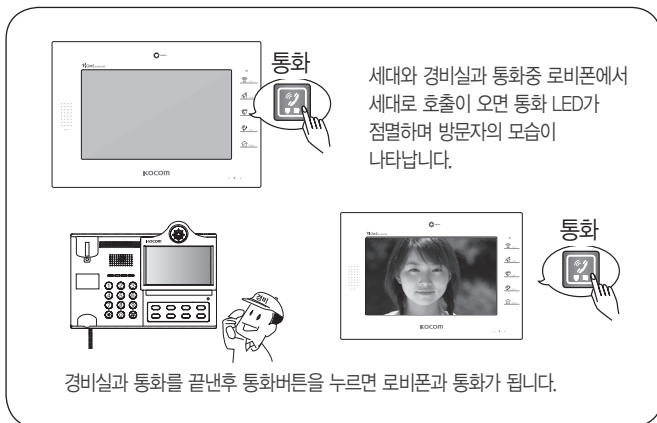 통화
세대와 경비실과 통화중 로비폰에서
세대로 호출이 오면 통화 LED가
점멸하며 방문자의 모습이
나타납니다.
KOCOM
KOCOM
경비
통화
KOCOM
경비실과 통화를 끝낸후 통화버튼을 누르면 로비폰과 통화가 됩니다.